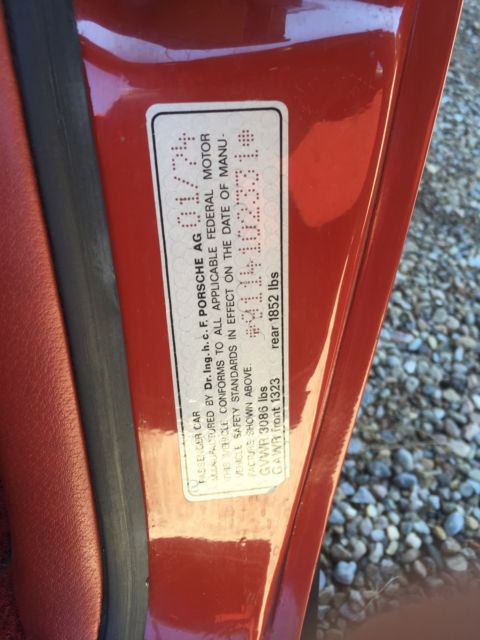 PASSENGER CAR
MANUFACTURED BY Dr. Ing. h. c. F. PORSCHE AG 01/74
THIS VEHICLE CONFORMS TO ALL APPLICABLE FEDERAL MOTOR
VEHICLE SAFETY STANDARDS IN EFFECT ON THE DATE OF MANU-
FACTURE SHOWN ABOVE. *9114102331*
GVWR 3086 lbs
GAWR front 1323 rear 1852 lbs